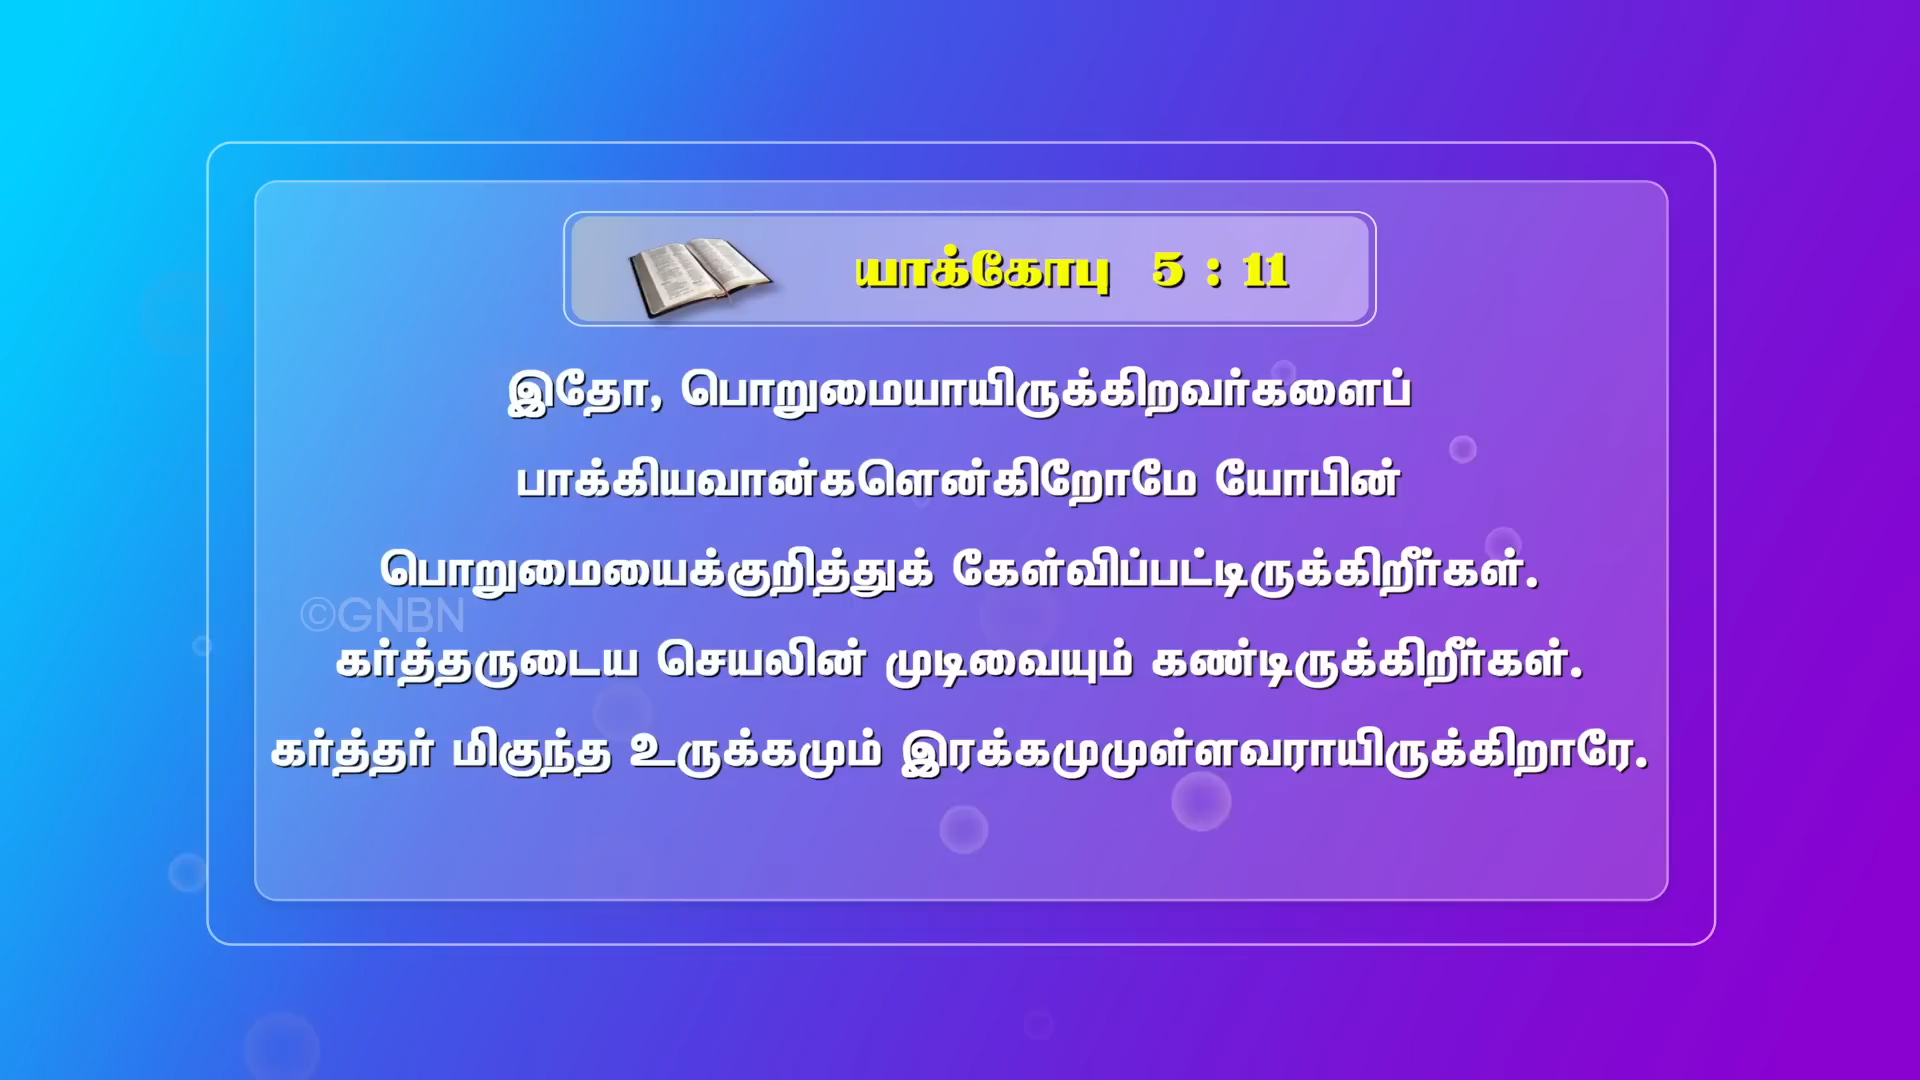 யாக்கோபு 5 : 11
இதோ, பொறுமையாயிருக்கிறவர்களைப்
பாக்கியவான்களென்கிறோமே யோபின்
பொறுமையைக்குறித்துக் கேள்விப்பட்டிருக்கிறீர்கள்.
©GNBN
கர்த்தருடைய செயலின் முடிவையும் கண்டிருக்கிறீர்கள்.
கர்த்தர் மிகுந்த உருக்கமும் இரக்கமுமுள்ளவராயிருக்கிறாரே.